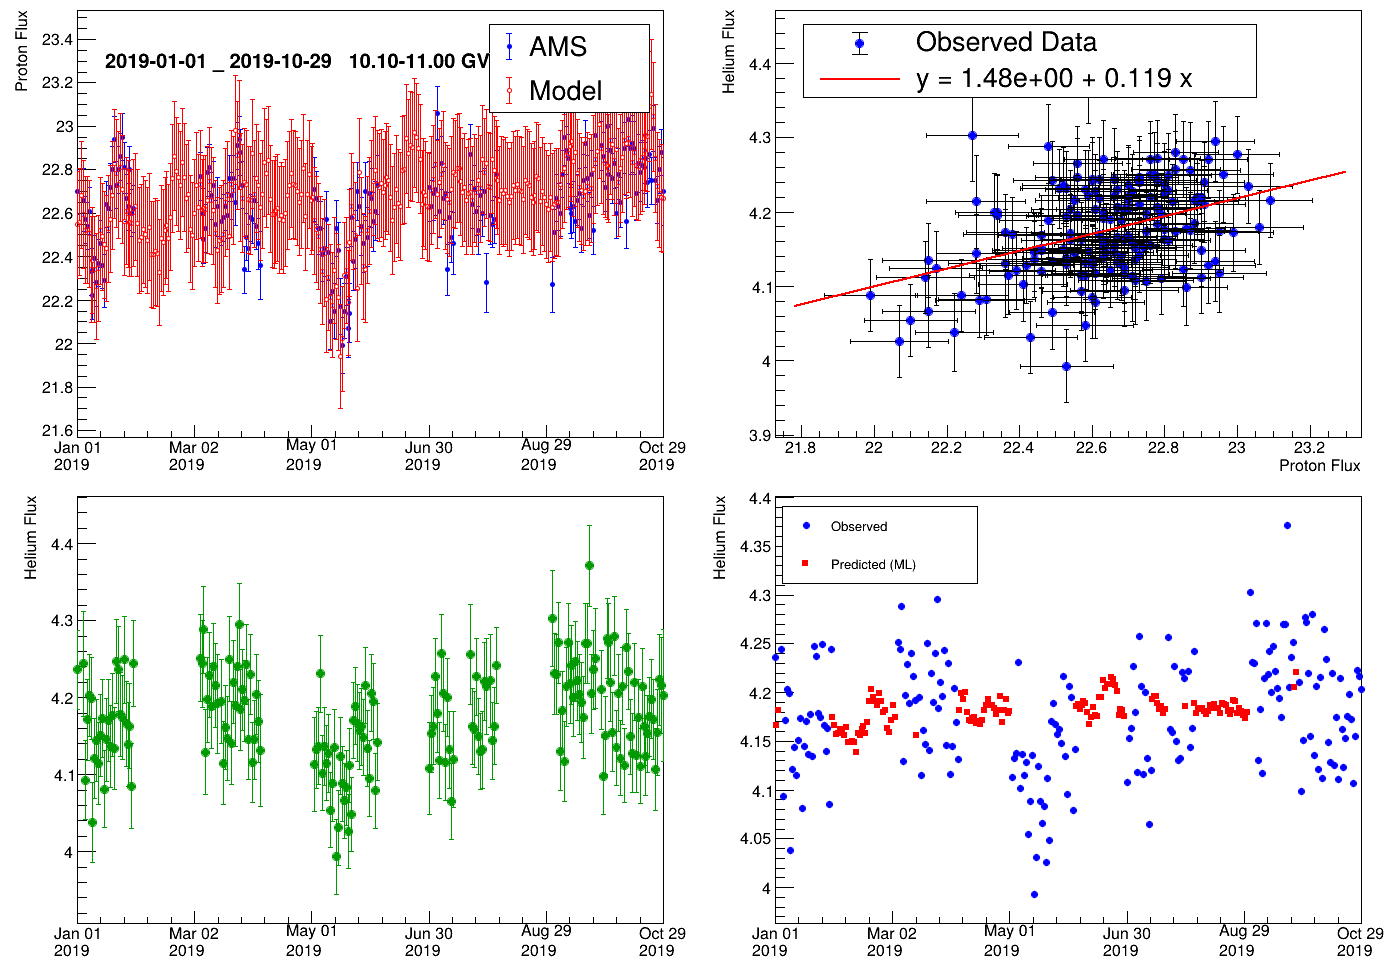 Proton Flux
23.4
23.2
23
22.8
22.6
22.4
22.2
22
21.8
21.6
2019-01-01 _ 2019-10-29 10.10-11.00 GV
AMS
Model
Jan 01
2019
Mar 02
2019
May 01
2019
Jun 30
2019
Aug 29
2019
Oct 29
2019
Helium Flux
4.4
4.3
4.2
4.1
4
3.9
Observed Data
y = 1.48e+00 + 0.119 x
21.8
22
22.2
22.4
22.6
22.8
23
23.2
Proton Flux
Helium Flux
4.4
4.3
4.2
4.1
4
Jan 01
2019
Mar 02
2019
May 01
2019
Jun 30
2019
Aug 29
2019
Oct 29
2019
Helium Flux
4.4
4.35
4.3
4.25
4.2
4.15
4.1
4.05
4
Observed
Predicted (ML)
Jan 01
2019
Mar 02
2019
May 01
2019
Jun 30
2019
Aug 29
2019
Oct 29
2019